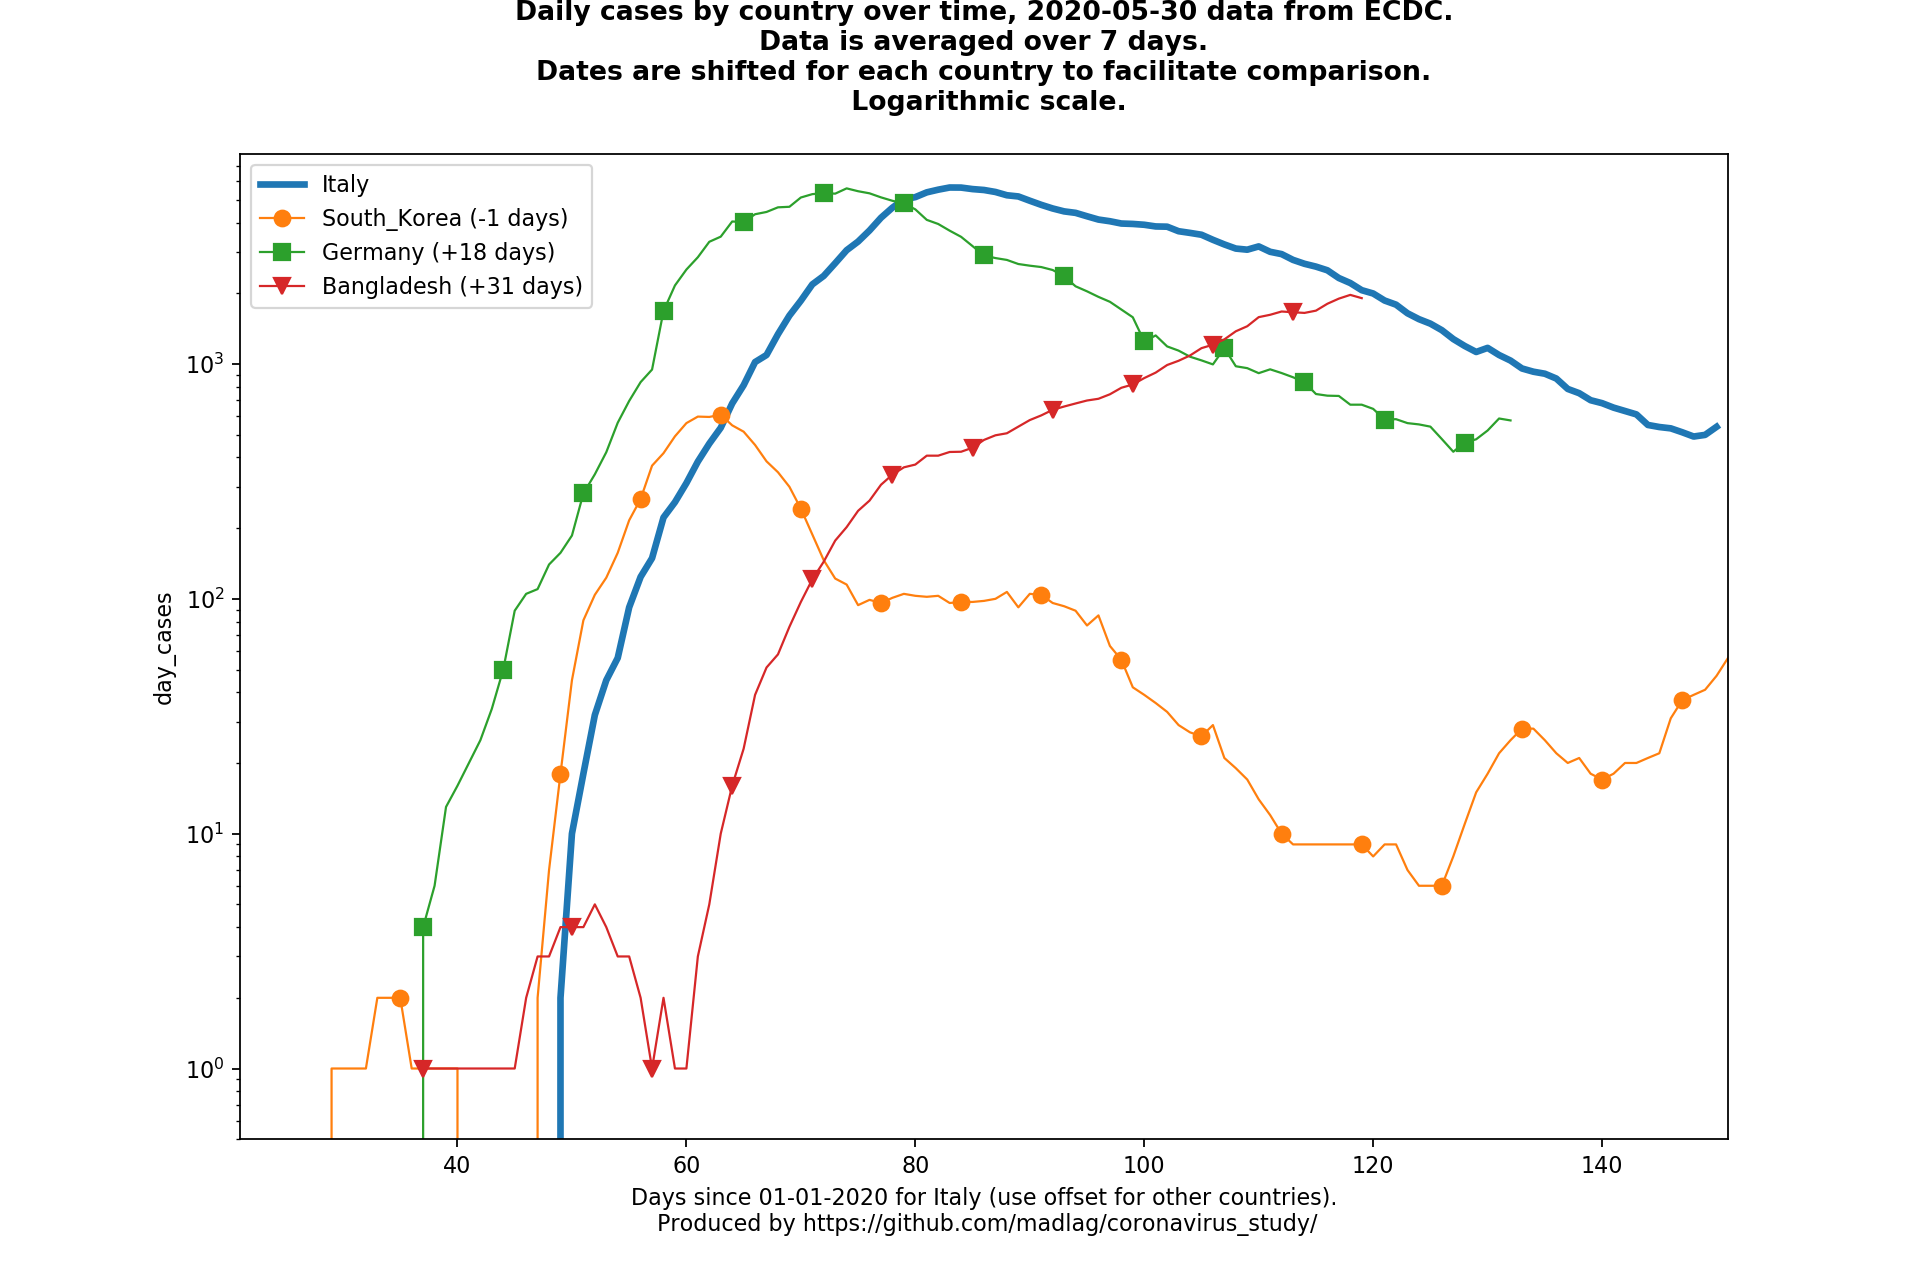 Daily cases by country over time, 2020-05-30 data from ECDC.
Data is averaged over 7 days.
Dates are shifted for each country to facilitate comparison.
Logarithmic scale.
Italy
South_Korea (-1 days)
Germany (+18 days)
Bangladesh (+31 days)
day_cases
10³
10²
10¹
10⁰
40 60 80 100 120 140
Days since 01-01-2020 for Italy (use offset for other countries).
Produced by https://github.com/madlag/coronavirus_study/